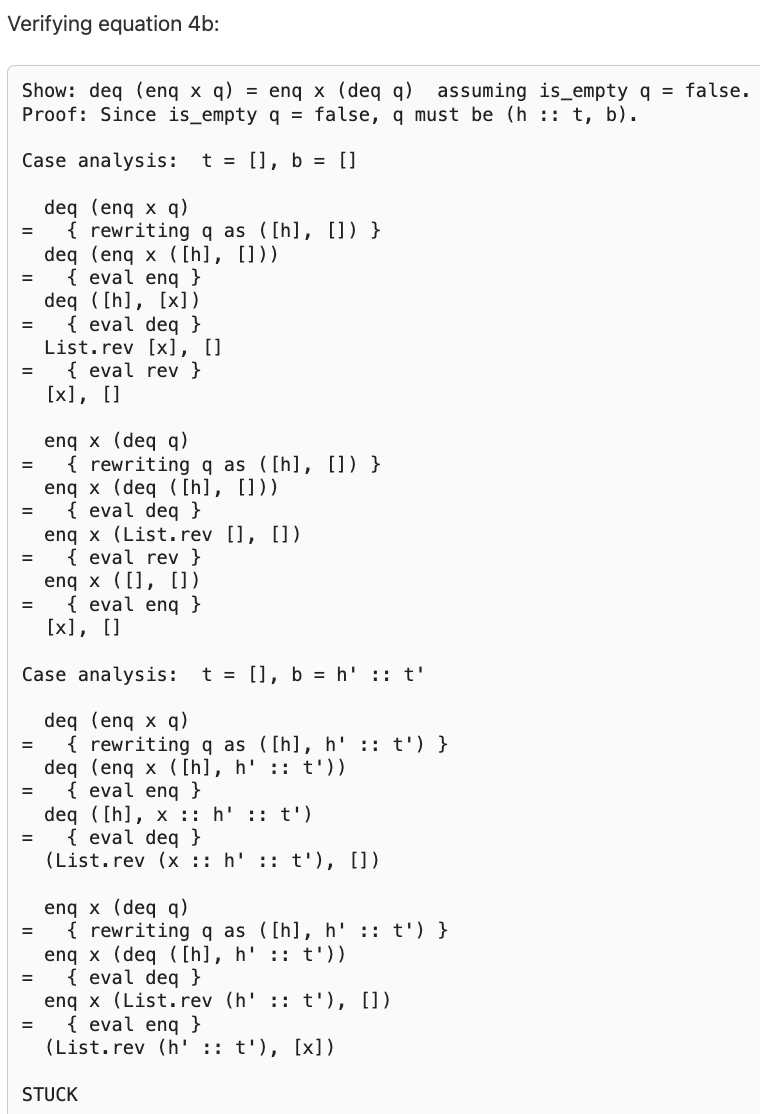 Verifying equation 4b:
Show: deq (enq x q) = enq x (deq q)  assuming is_empty q = false.
Proof: Since is_empty q = false, q must be (h :: t, b).
Case analysis:  t = [], b = []
  deq (enq x q)
=   { rewriting q as ([h], []) }
  deq (enq x ([h], []))
=   { eval enq }
  deq ([h], [x])
=   { eval deq }
  List.rev [x], []
=   { eval rev }
  [x], []
  enq x (deq q)
=   { rewriting q as ([h], []) }
  enq x (deq ([h], []))
=   { eval deq }
  enq x (List.rev [], [])
=   { eval rev }
  enq x ([], [])
=   { eval enq }
  [x], []
Case analysis:  t = [], b = h' :: t'
  deq (enq x q)
=   { rewriting q as ([h], h' :: t') }
  deq (enq x ([h], h' :: t'))
=   { eval enq }
  deq ([h], x :: h' :: t')
=   { eval deq }
  (List.rev (x :: h' :: t'), [])
  enq x (deq q)
=   { rewriting q as ([h], h' :: t') }
  enq x (deq ([h], h' :: t'))
=   { eval deq }
  enq x (List.rev (h' :: t'), [])
=   { eval enq }
  (List.rev (h' :: t'), [x])
STUCK